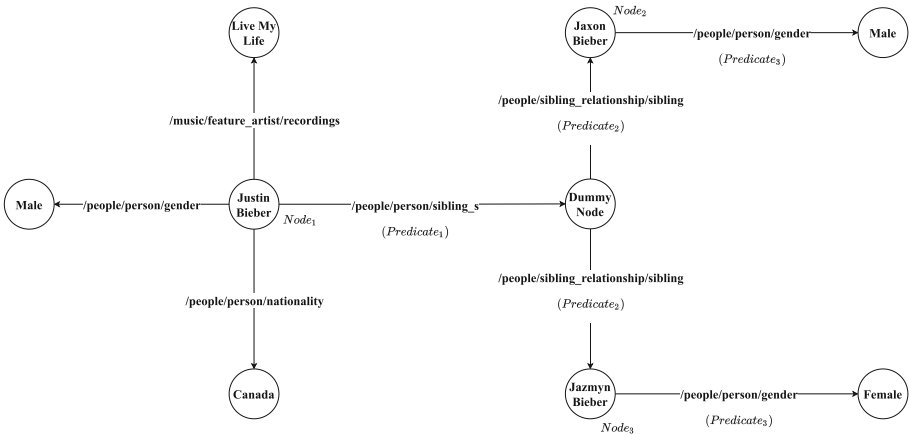 Live My
Life
Jaxon
Bieber
Node₂
/people/person/gender
(Predicate₃)
Male
/people/sibling_relationship/sibling
(Predicate₂)
/music/feature_artist/recordings
Male
/people/person/gender
Justin
Bieber
Node₁
/people/person/sibling_s
(Predicate₁)
Dummy
Node
/people/sibling_relationship/sibling
(Predicate₂)
/people/person/nationality
Canada
Jazmyn
Bieber
Node₃
/people/person/gender
(Predicate₃)
Female